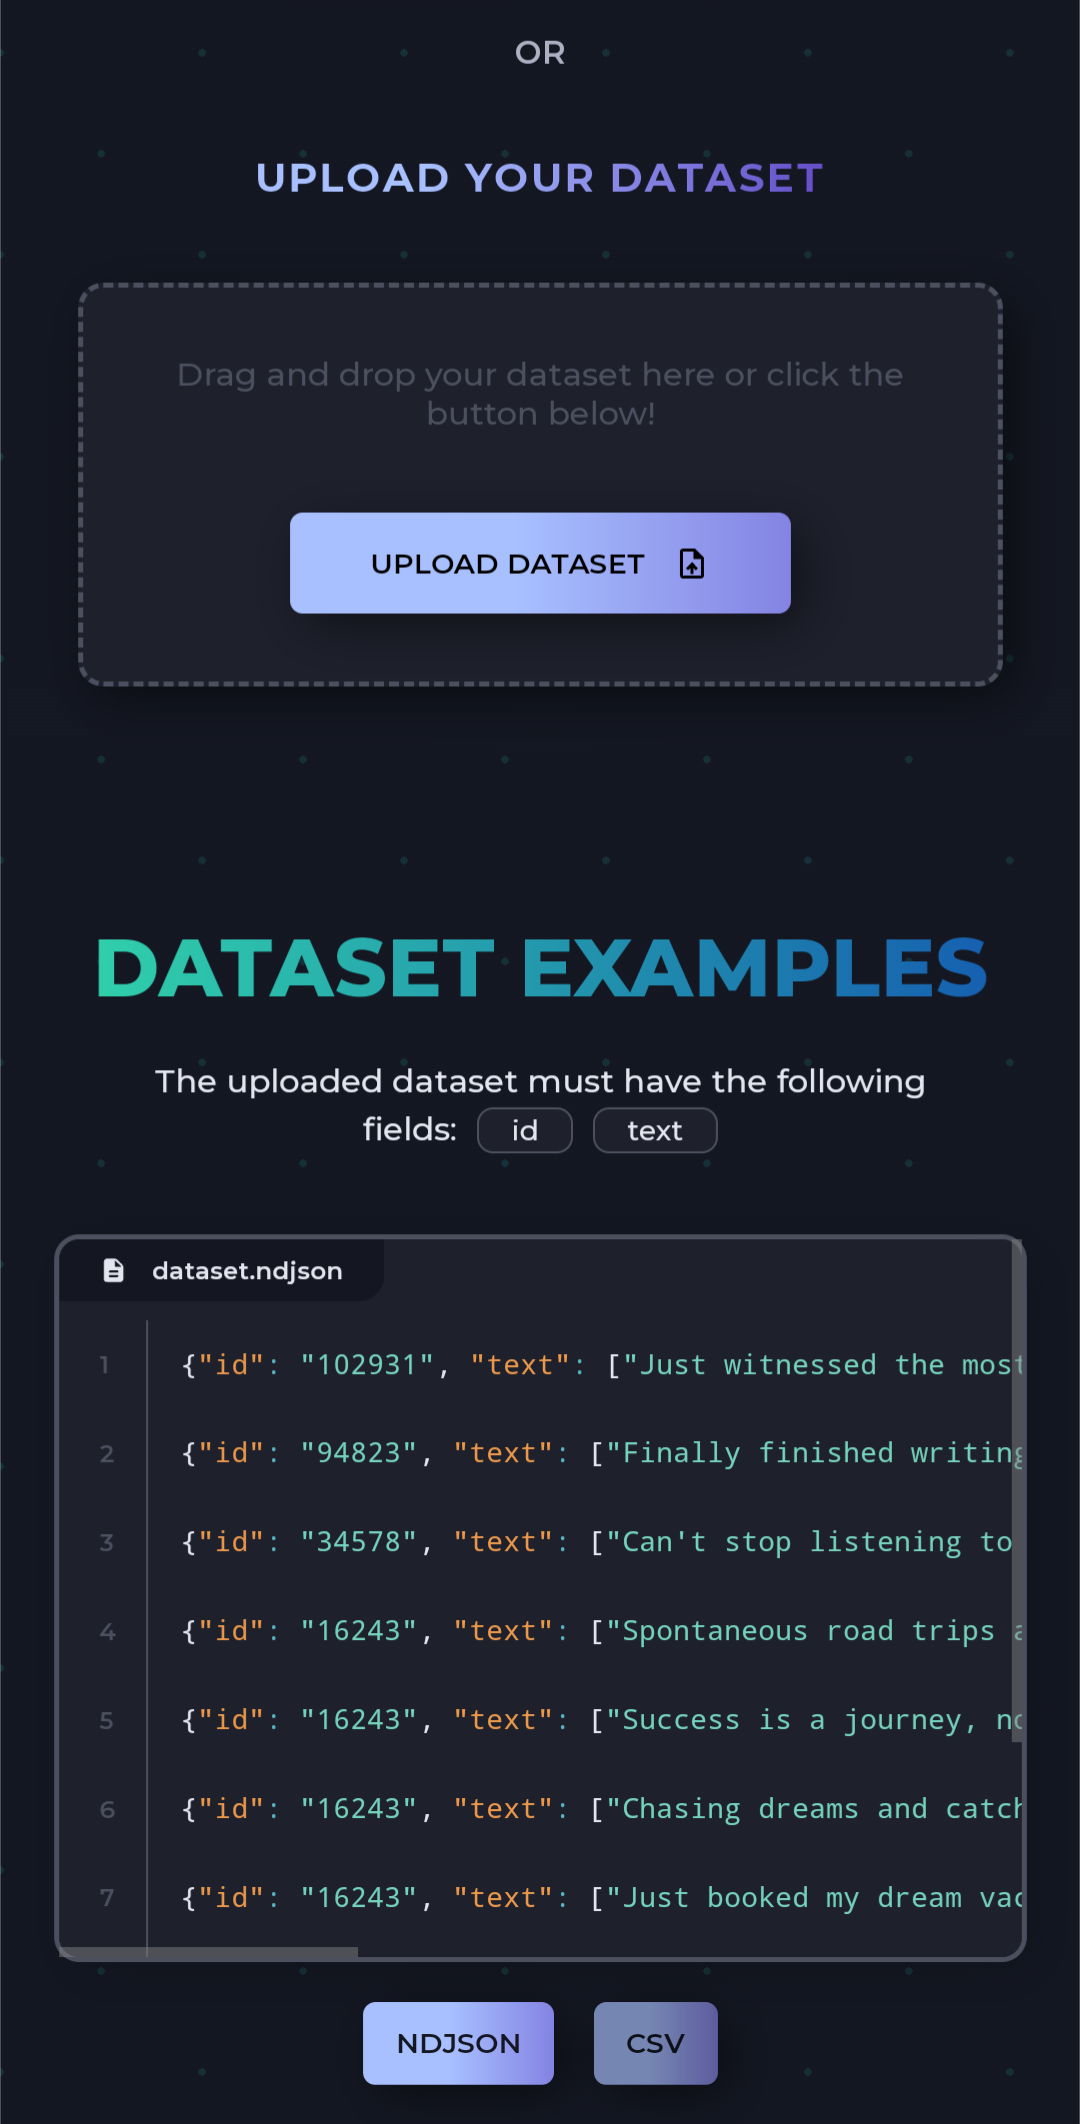 OR
UPLOAD YOUR DATASET
Drag and drop your dataset here or click the
button below!
UPLOAD DATASET
DATASET EXAMPLES
The uploaded dataset must have the following
fields: id text
dataset.ndjson
1 {"id": "102931", "text": ["Just witnessed the most
2 {"id": "94823", "text": ["Finally finished writing
3 {"id": "34578", "text": ["Can't stop listening to
4 {"id": "16243", "text": ["Spontaneous road trips a
5 {"id": "16243", "text": ["Success is a journey, no
6 {"id": "16243", "text": ["Chasing dreams and catch
7 {"id": "16243", "text": ["Just booked my dream vac
NDJSON CSV